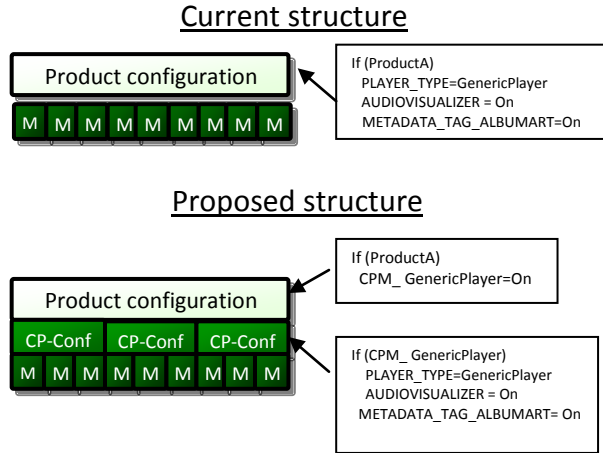 Current structure
Product configuration
M M M M M M M M M
If (ProductA)
PLAYER_TYPE=GenericPlayer
AUDIOVISUALIZER = On
METADATA_TAG_ALBUMART=On
Proposed structure
Product configuration
CP-Conf CP-Conf CP-Conf
M M M M M M M M M
If (ProductA)
CPM_ GenericPlayer=On
If (CPM_ GenericPlayer)
PLAYER_TYPE=GenericPlayer
AUDIOVISUALIZER = On
METADATA_TAG_ALBUMART= On